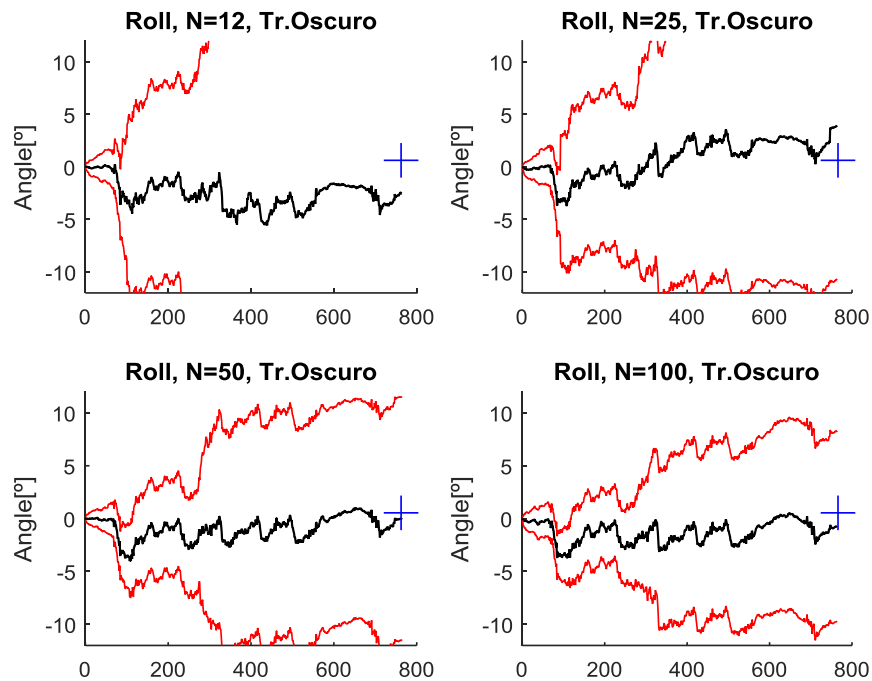 Roll, N=12, Tr.Oscuro
10
5
0
-5
-10
Angle[º]
0 200 400 600 800
Roll, N=25, Tr.Oscuro
10
5
0
-5
-10
Angle[º]
0 200 400 600 800
Roll, N=50, Tr.Oscuro
10
5
0
-5
-10
Angle[º]
0 200 400 600 800
Roll, N=100, Tr.Oscuro
10
5
0
-5
-10
Angle[º]
0 200 400 600 800